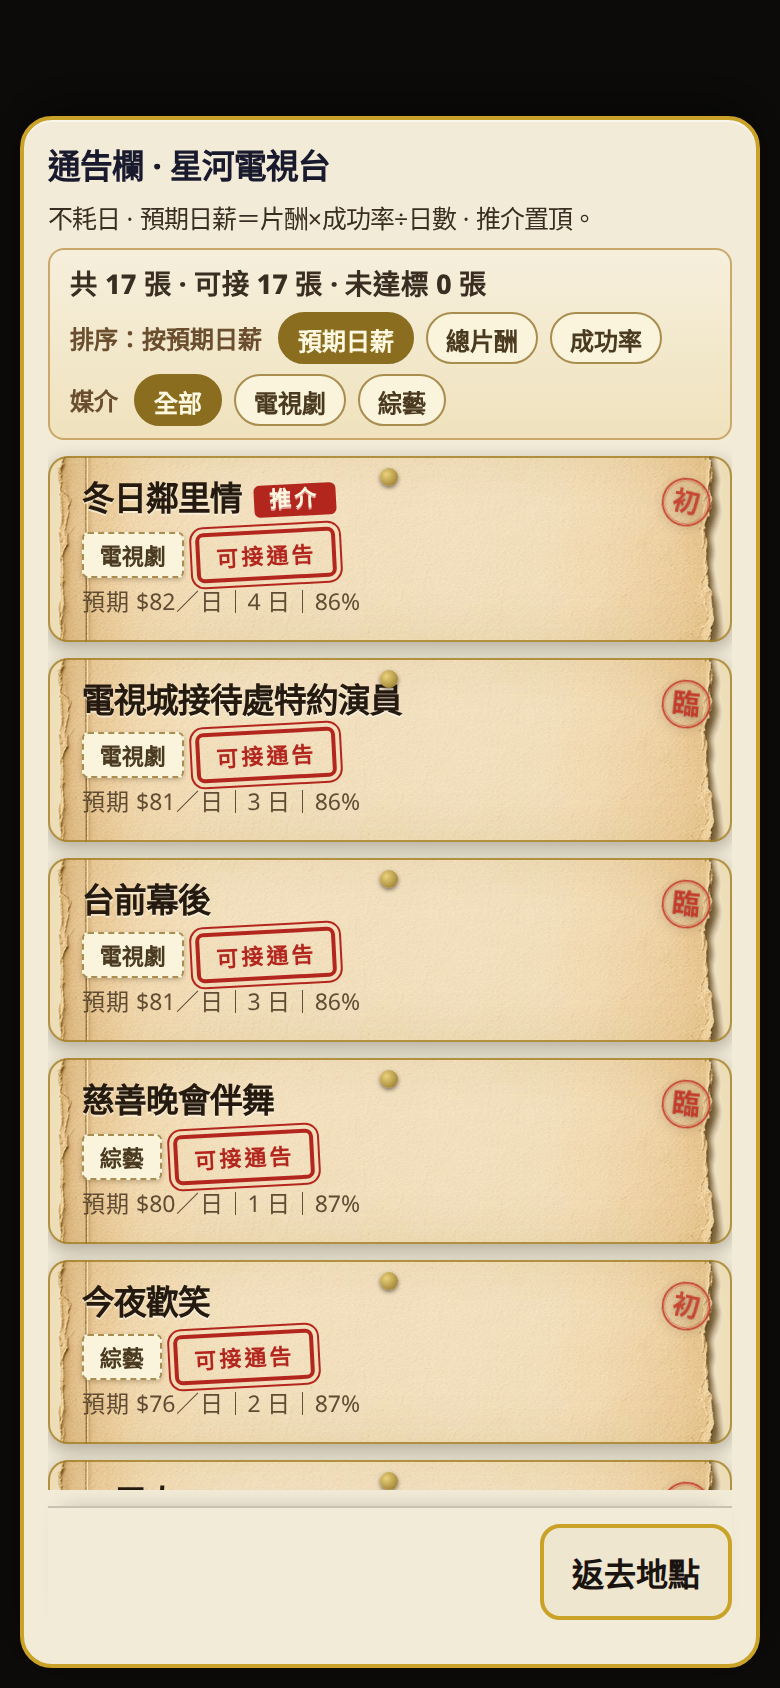 通告欄 · 星河電視台
不耗日 · 預期日薪＝片酬×成功率÷日數 · 推介置頂。
共 17 張 · 可接 17 張 · 未達標 0 張
排序：按預期日薪 預期日薪 總片酬 成功率
媒介 全部 電視劇 綜藝
冬日鄰里情 推介 初
電視劇 可接通告
預期 $82／日｜4 日｜86%
電視城接待處特約演員 臨
電視劇 可接通告
預期 $81／日｜3 日｜86%
台前幕後 臨
電視劇 可接通告
預期 $81／日｜3 日｜86%
慈善晚會伴舞 臨
綜藝 可接通告
預期 $80／日｜1 日｜87%
今夜歡笑 初
綜藝 可接通告
預期 $76／日｜2 日｜87%
返去地點